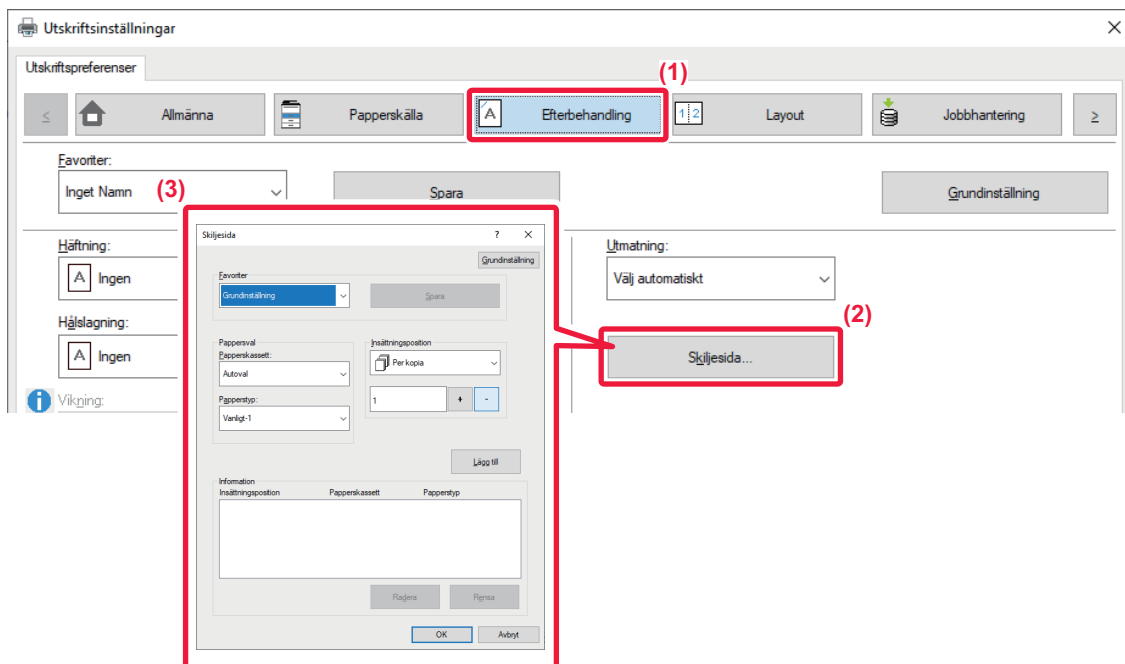 Utskriftsinställningar
Utskriftspreferenser
(1)
≤ Allmänna Papperskälla A Efterbehandling 1 2 Layout Jobbhantering ≥
Favoriter:
Inget Namn (3) Spara Grundinställning
Skiljesida ? ×
Grundinställning
Favoriter
Grundinställning Spara
Pappersval
Papperskassett:
Autoval
Papperstyp:
Vanligt-1
Insättningsposition
Per kopia
1 + -
Lägg till
Information
Insättningsposition Papperskassett Papperstyp
Radera Rensa
OK Avbryt
Häftning:
A Ingen
Hålslagning:
A Ingen
i Vikning:
Utmatning:
Välj automatiskt
(2)
Skiljesida...